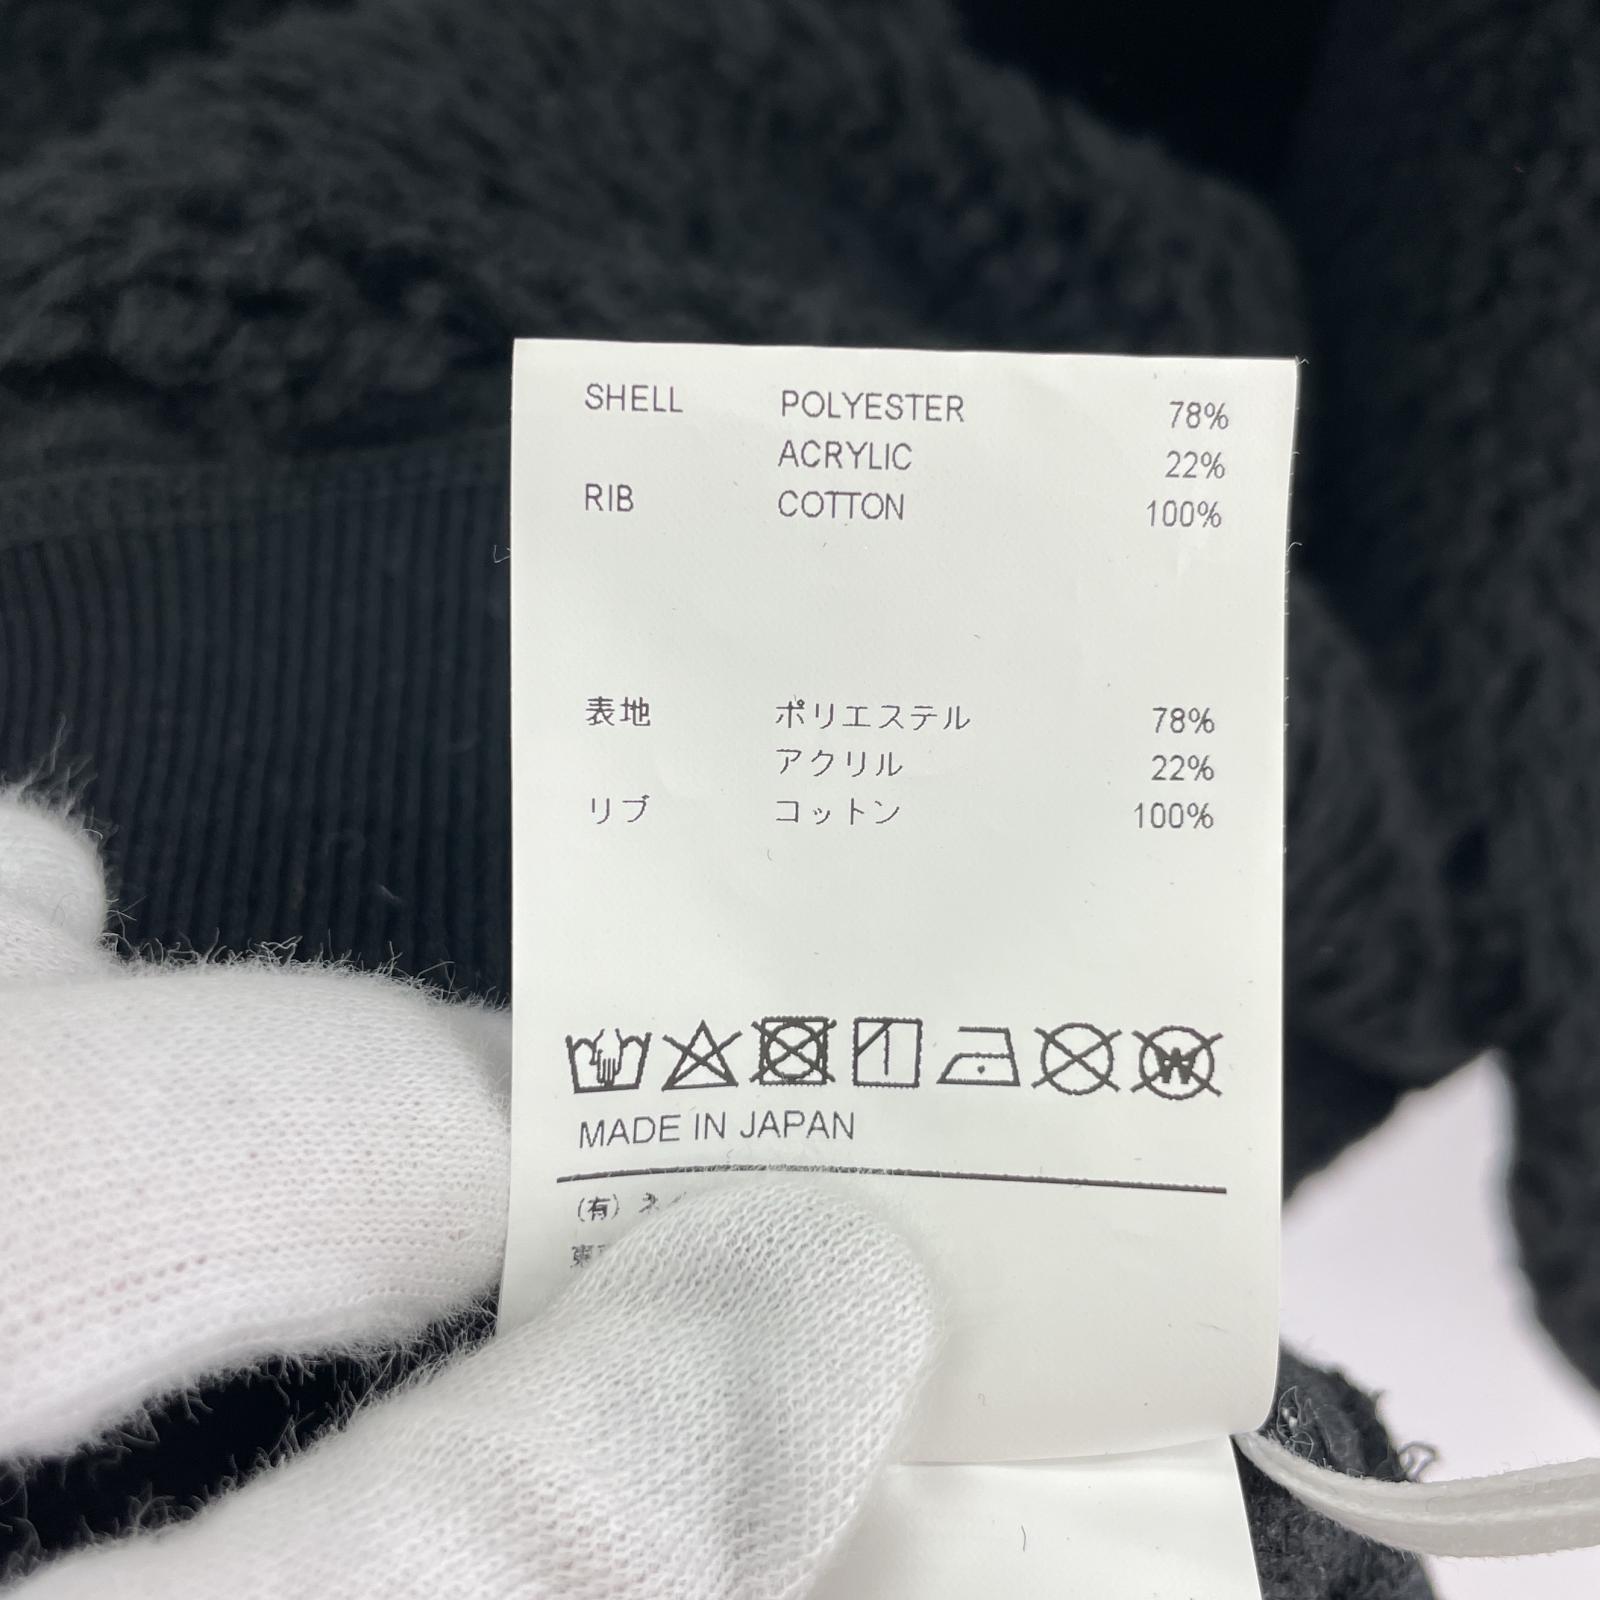 SHELL POLYESTER 78%
ACRYLIC 22%
RIB COTTON 100%
表地 ポリエステル 78%
アクリル 22%
リブ コットン 100%
W
MADE IN JAPAN
(有)